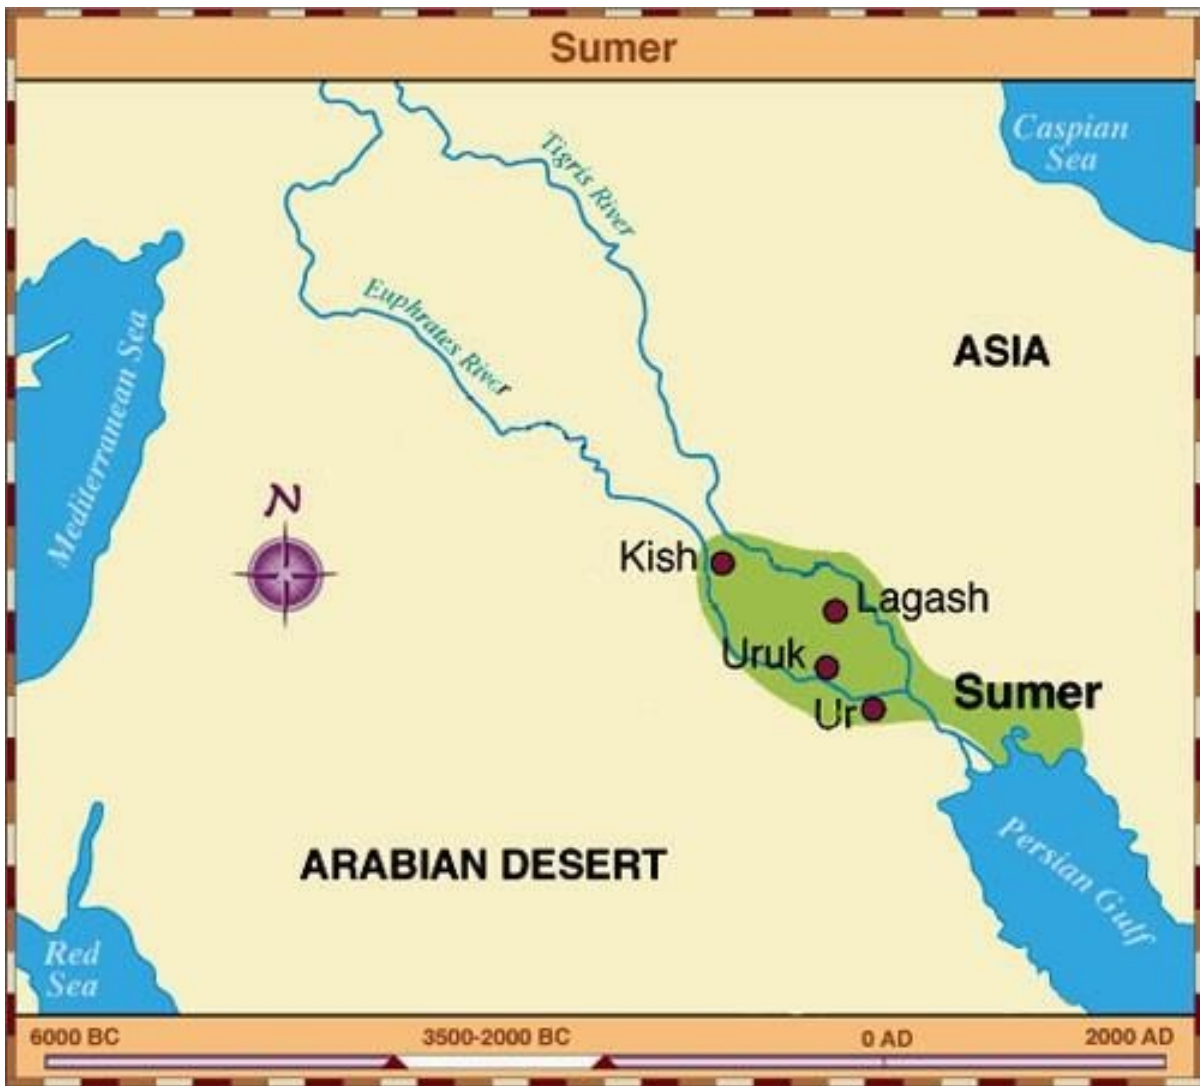 Sumer
Caspian
Sea
Tigris River
Euphrates River
ASIA
Mediterranean Sea
N
Kish
Lagash
Uruk
Sumer
Ur
ARABIAN DESERT
Persian Gulf
Red
Sea
6000 BC
3500-2000 BC
0 AD
2000 AD